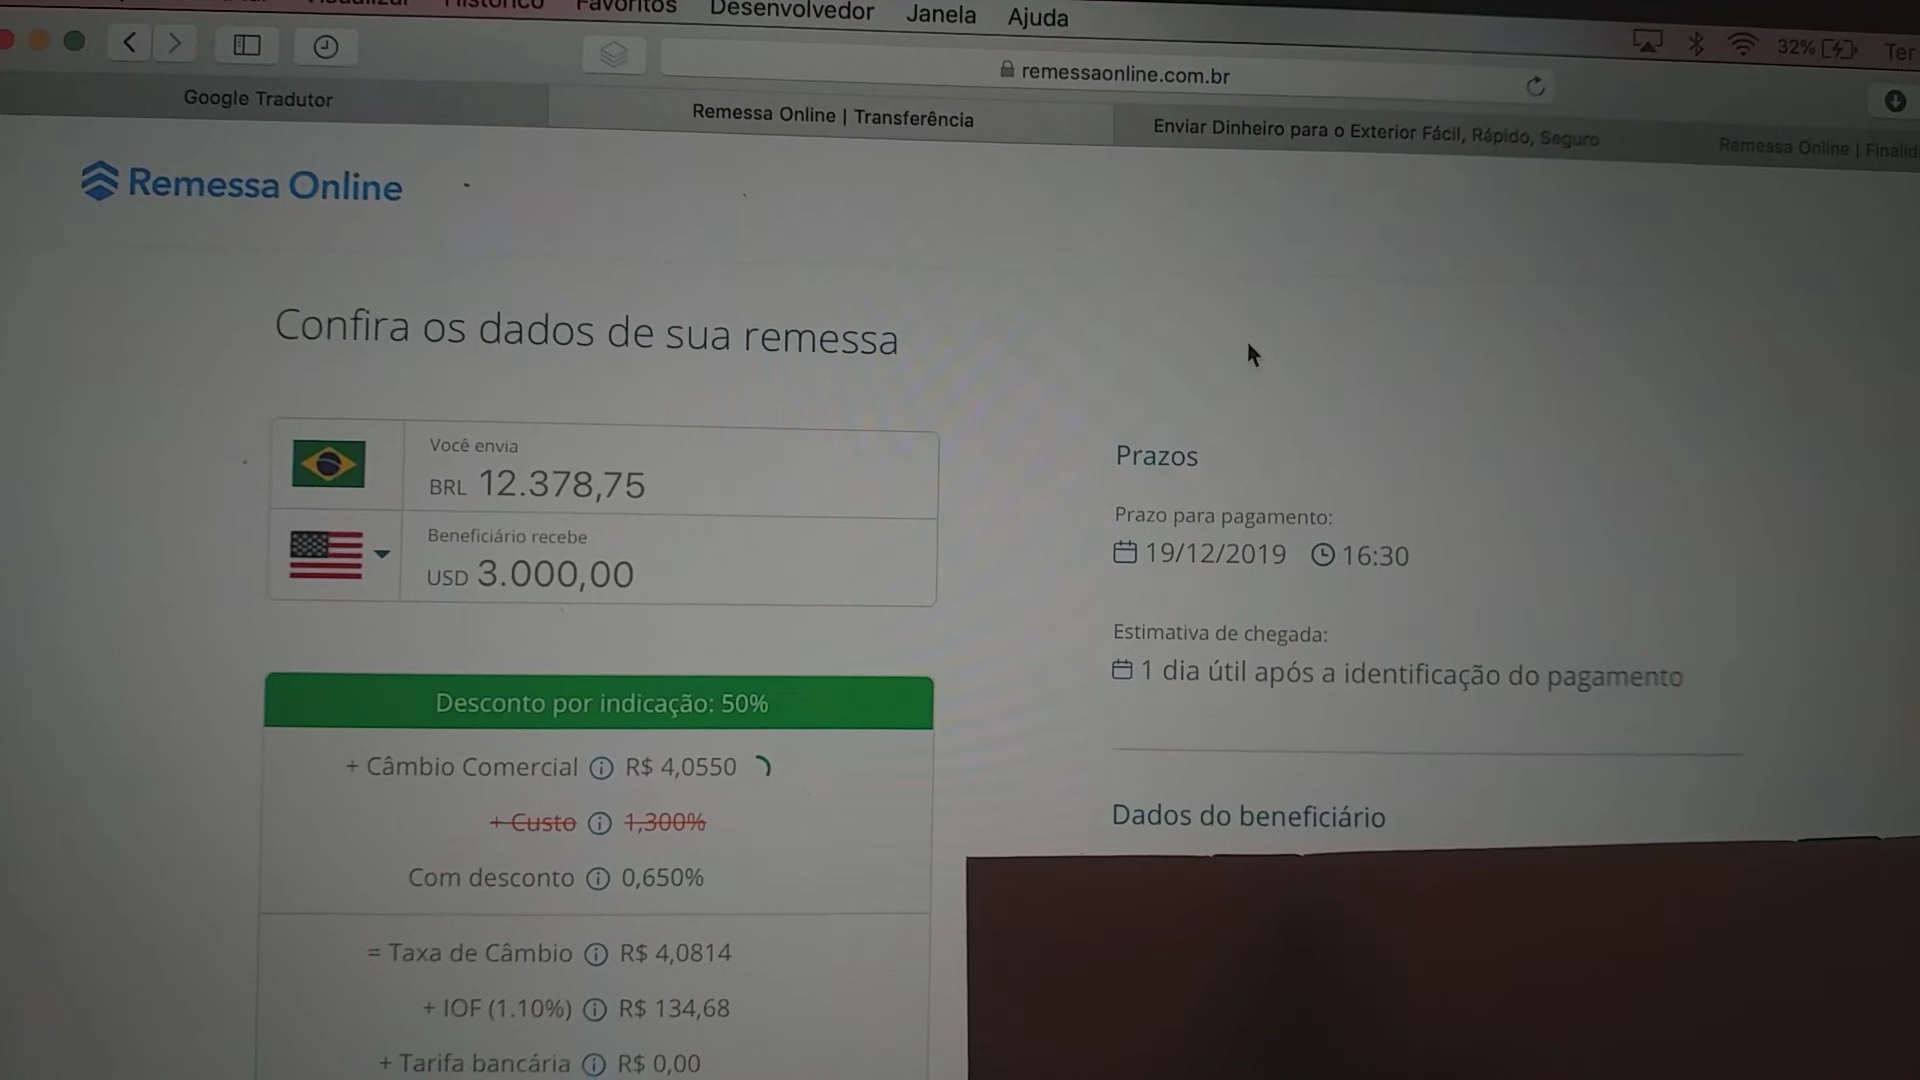 Histórico Favoritos Desenvolvedor Janela Ajuda
32% Ter
remessaonline.com.br
Google Tradutor
Remessa Online | Transferência
Enviar Dinheiro para o Exterior Fácil, Rápido, Seguro
Remessa Online | Finalid
Remessa Online
Confira os dados de sua remessa
Você envia
BRL 12.378,75
Beneficiário recebe
USD 3.000,00
Desconto por indicação: 50%
+ Câmbio Comercial R$ 4,0550
+ Custo 1,300%
Com desconto 0,650%
= Taxa de Câmbio R$ 4,0814
+ IOF (1.10%) R$ 134,68
+ Tarifa bancária R$ 0,00
Prazos
Prazo para pagamento:
19/12/2019 16:30
Estimativa de chegada:
1 dia útil após a identificação do pagamento
Dados do beneficiário